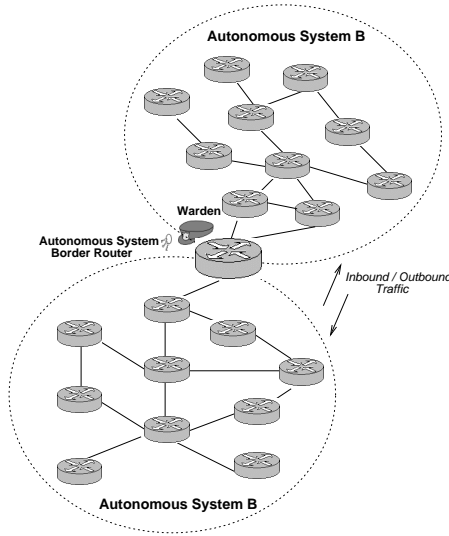 Autonomous System B
Warden
Autonomous System
Border Router
Inbound / Outbound
Traffic
Autonomous System B